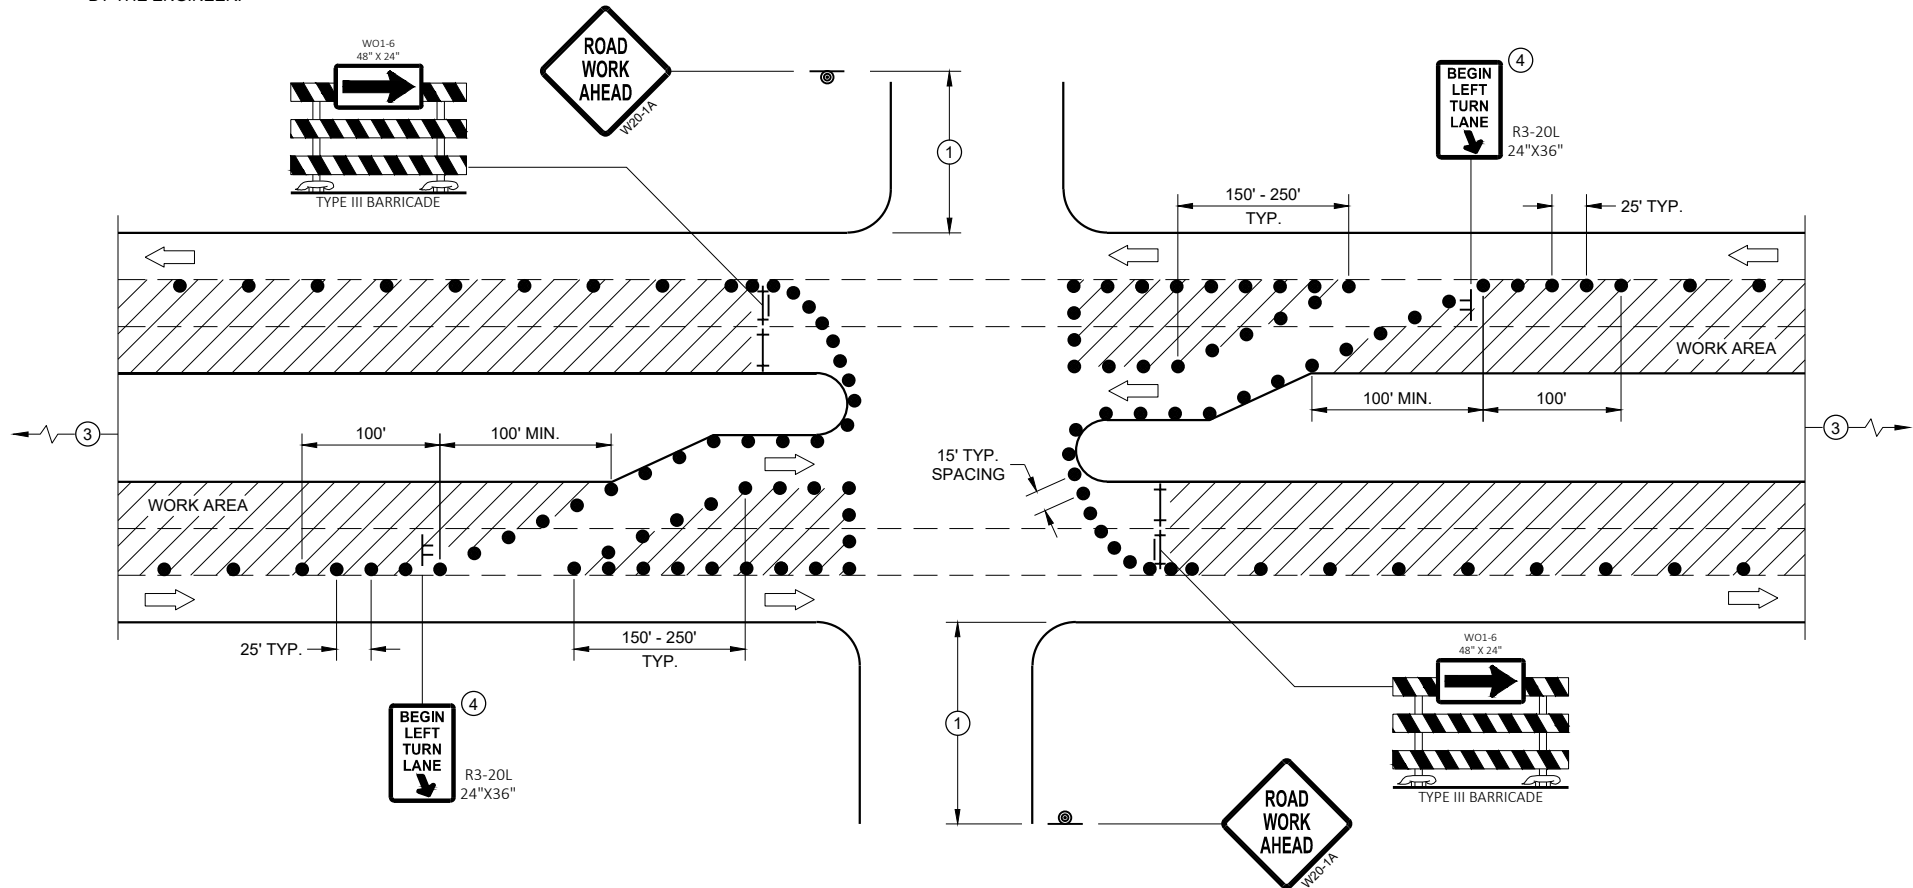 BY THE ENGINEER.
WO1-6
48" X 24"
TYPE III BARRICADE
ROAD
WORK
AHEAD
W20-1A
1
BEGIN
LEFT
TURN
LANE
4
R3-20L
24"X36"
150' - 250'
TYP.
25' TYP.
WORK AREA
100' MIN.
100'
3
3
100'
100' MIN.
15' TYP.
SPACING
WORK AREA
25' TYP.
150' - 250'
TYP.
BEGIN
LEFT
TURN
LANE
4
R3-20L
24"X36"
1
WO1-6
48" X 24"
TYPE III BARRICADE
ROAD
WORK
AHEAD
W20-1A